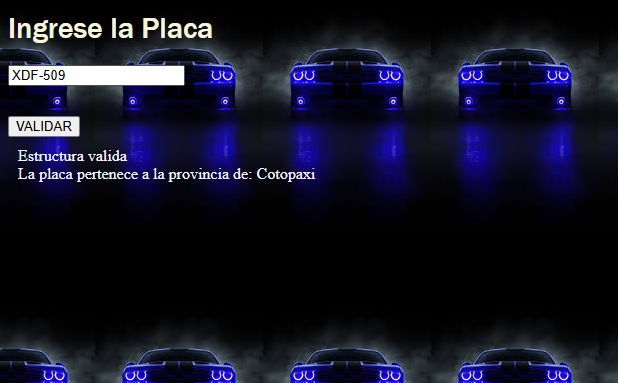 Ingrese la Placa
XDF-509
VALIDAR
Estructura valida
La placa pertenece a la provincia de: Cotopaxi